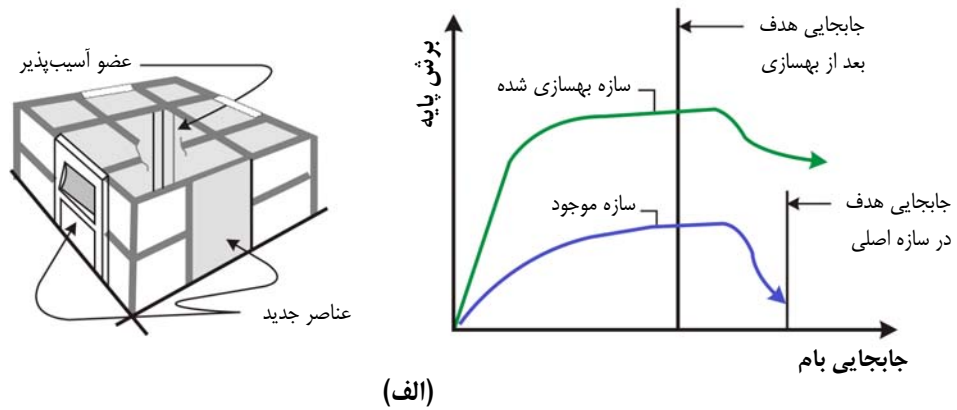 جابجایی هدف
بعد از بهسازی
برش پایه
سازه بهسازی شده
عضو آسیب‌پذیر
جابجایی هدف
در سازه اصلی
سازه موجود
عناصر جدید
جابجایی بام
(الف)